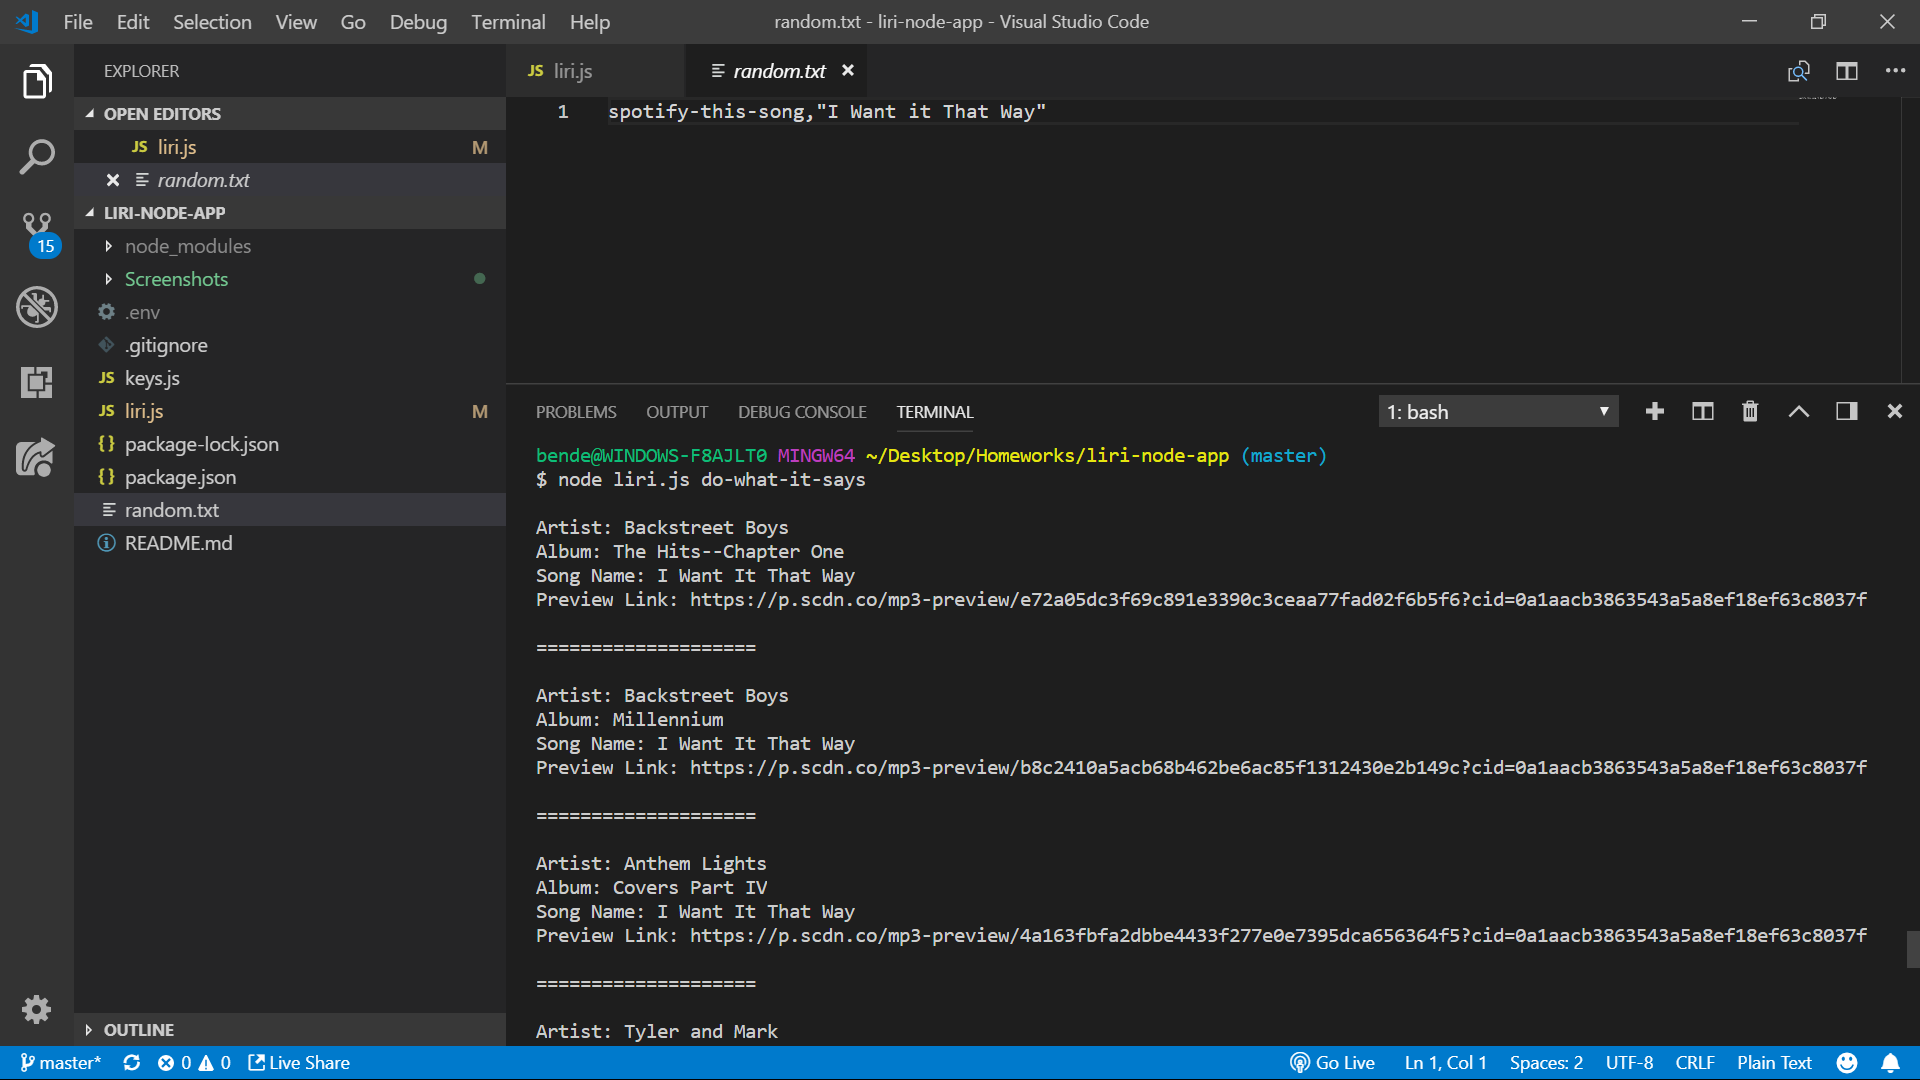 File Edit Selection View Go Debug Terminal Help
random.txt - liri-node-app - Visual Studio Code
EXPLORER
OPEN EDITORS
JS liri.js M
random.txt
LIRI-NODE-APP
node_modules
Screenshots
.env
.gitignore
JS keys.js
JS liri.js M
{} package-lock.json
{} package.json
random.txt
README.md
OUTLINE
15
JS liri.js
random.txt
1 spotify-this-song,"I Want it That Way"
PROBLEMS OUTPUT DEBUG CONSOLE TERMINAL
1: bash
bende@WINDOWS-F8AJLT0 MINGW64 ~/Desktop/Homeworks/liri-node-app (master)
$ node liri.js do-what-it-says
Artist: Backstreet Boys
Album: The Hits--Chapter One
Song Name: I Want It That Way
Preview Link: https://p.scdn.co/mp3-preview/e72a05dc3f69c891e3390c3ceaa77fad02f6b5f6?cid=0a1aacb3863543a5a8ef18ef63c8037f
====================
Artist: Backstreet Boys
Album: Millennium
Song Name: I Want It That Way
Preview Link: https://p.scdn.co/mp3-preview/b8c2410a5acb68b462be6ac85f1312430e2b149c?cid=0a1aacb3863543a5a8ef18ef63c8037f
====================
Artist: Anthem Lights
Album: Covers Part IV
Song Name: I Want It That Way
Preview Link: https://p.scdn.co/mp3-preview/4a163fbfa2dbbe4433f277e0e7395dca656364f5?cid=0a1aacb3863543a5a8ef18ef63c8037f
====================
Artist: Tyler and Mark
master* 0 0 Live Share
Go Live Ln 1, Col 1 Spaces: 2 UTF-8 CRLF Plain Text